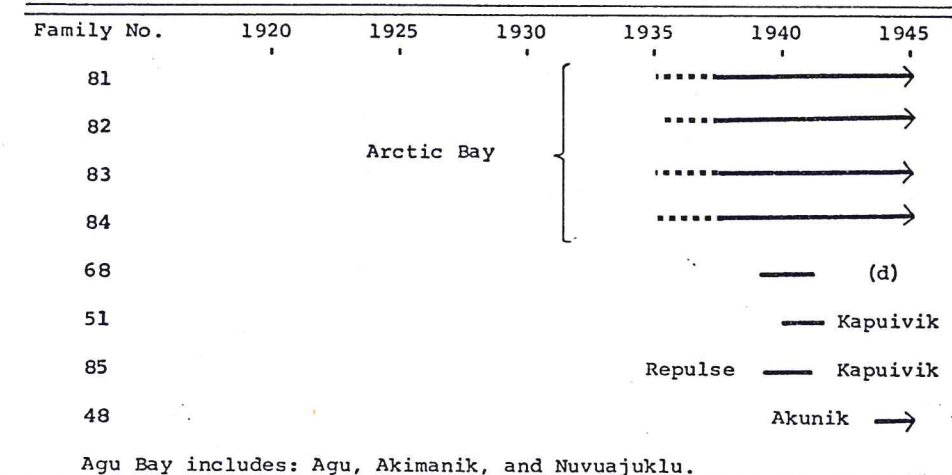 Family No. 1920 1925 1930 1935 1940 1945
81
82
Arctic Bay
83
84
68 (d)
51 Kapuivik
85 Repulse Kapuivik
48 Akunik
Agu Bay includes: Agu, Akimanik, and Nuvuajuklu.